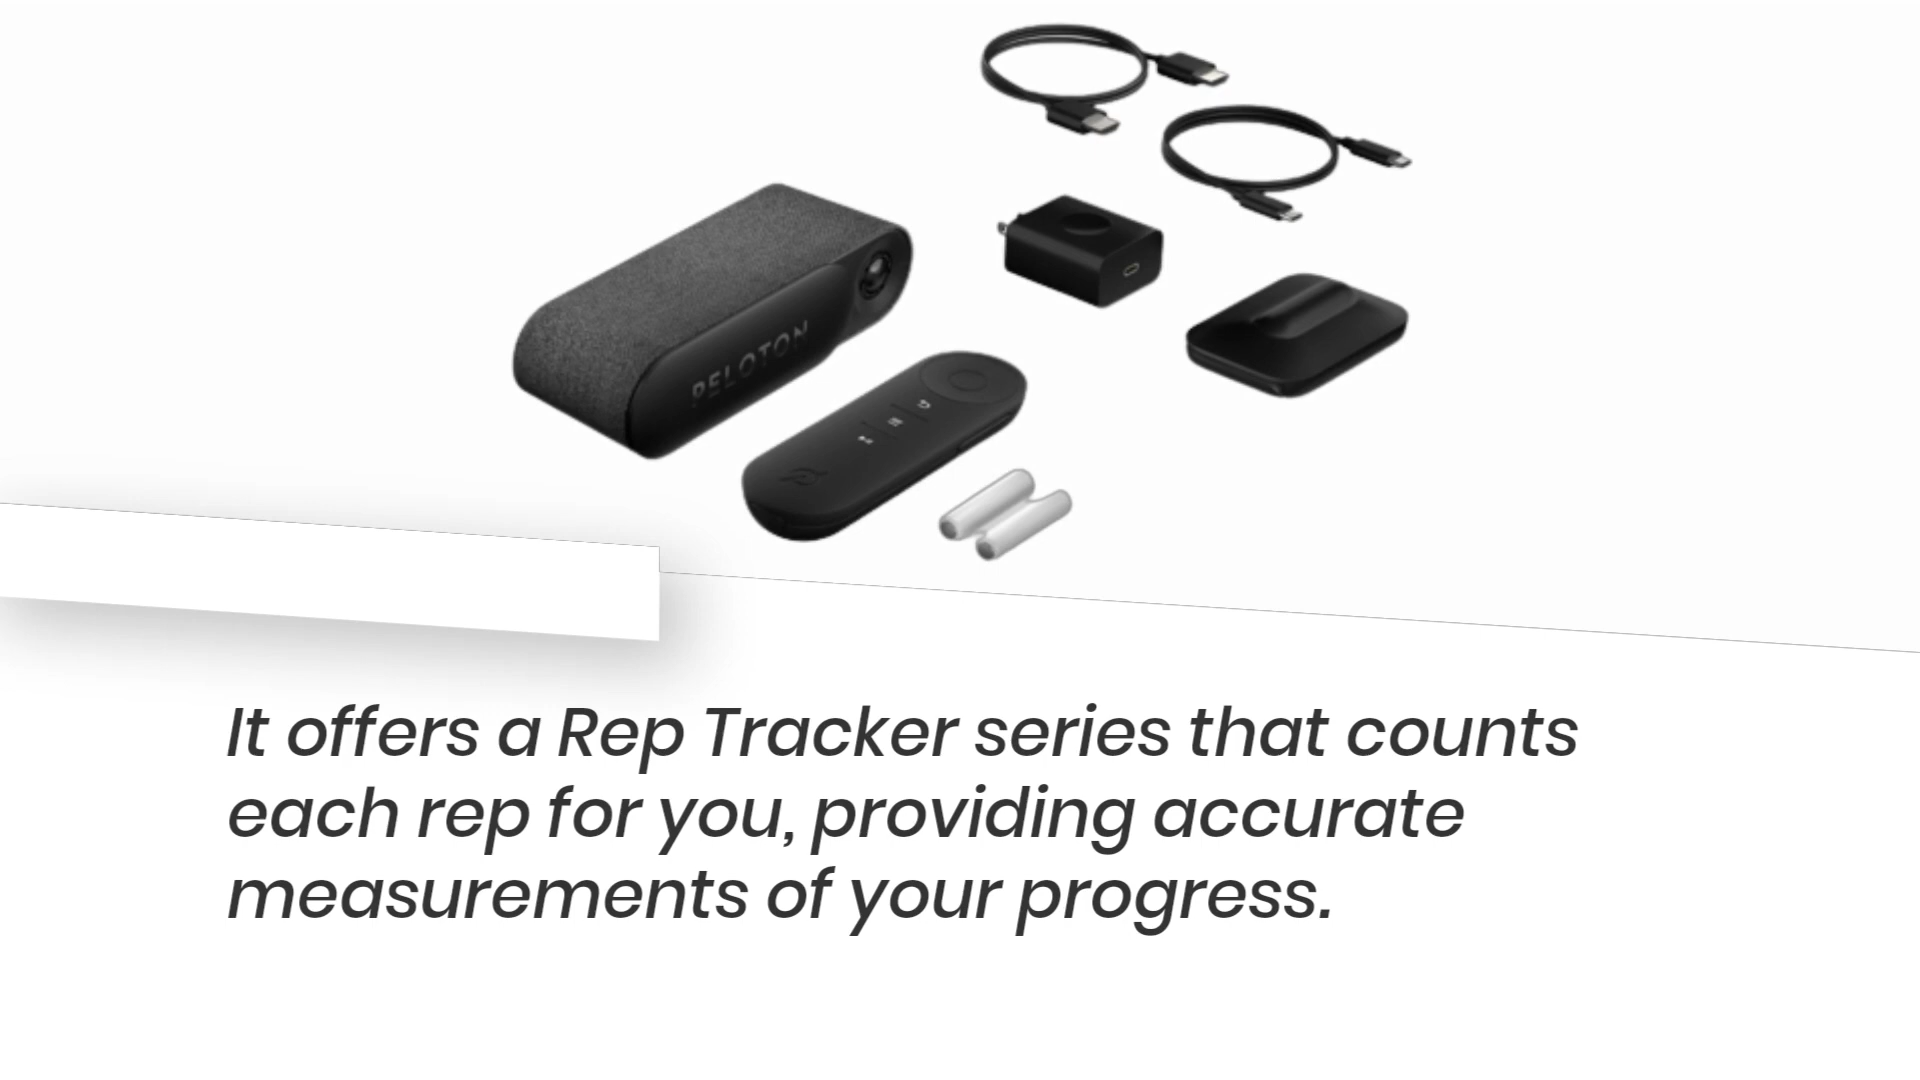 PELOTON
It offers a Rep Tracker series that counts
each rep for you, providing accurate
measurements of your progress.